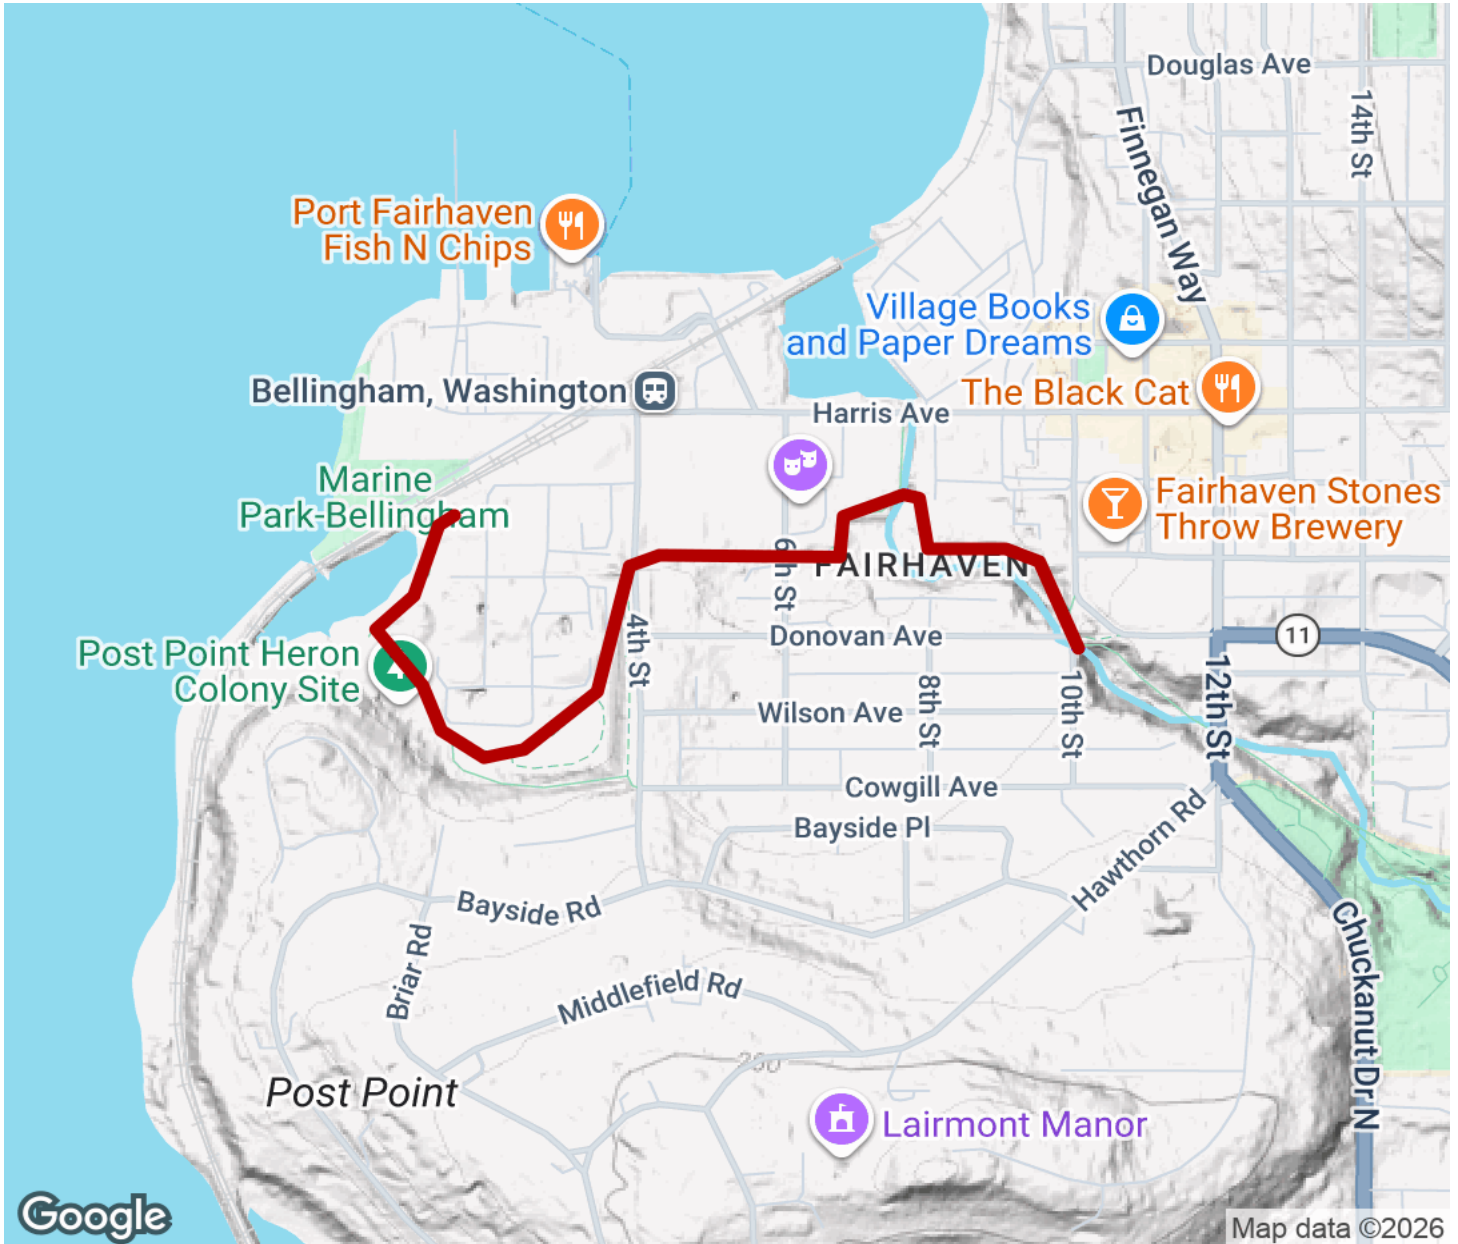 Douglas Ave
14th St
Finnegan Way
Port Fairhaven
Fish N Chips
Village Books
and Paper Dreams
Bellingham, Washington
The Black Cat
Harris Ave
Marine
Park-Bellingham
Fairhaven Stones
Throw Brewery
6th St
FAIRHAVEN
4th St
Donovan Ave
11
Post Point Heron
Colony Site
12th St
8th St
10th St
Wilson Ave
Cowgill Ave
Bayside Pl
Hawthorn Rd
Bayside Rd
Briar Rd
Chuckanut Dr N
Middlefield Rd
200
Post Point
Lairmont Manor
Google
Map data ©2026